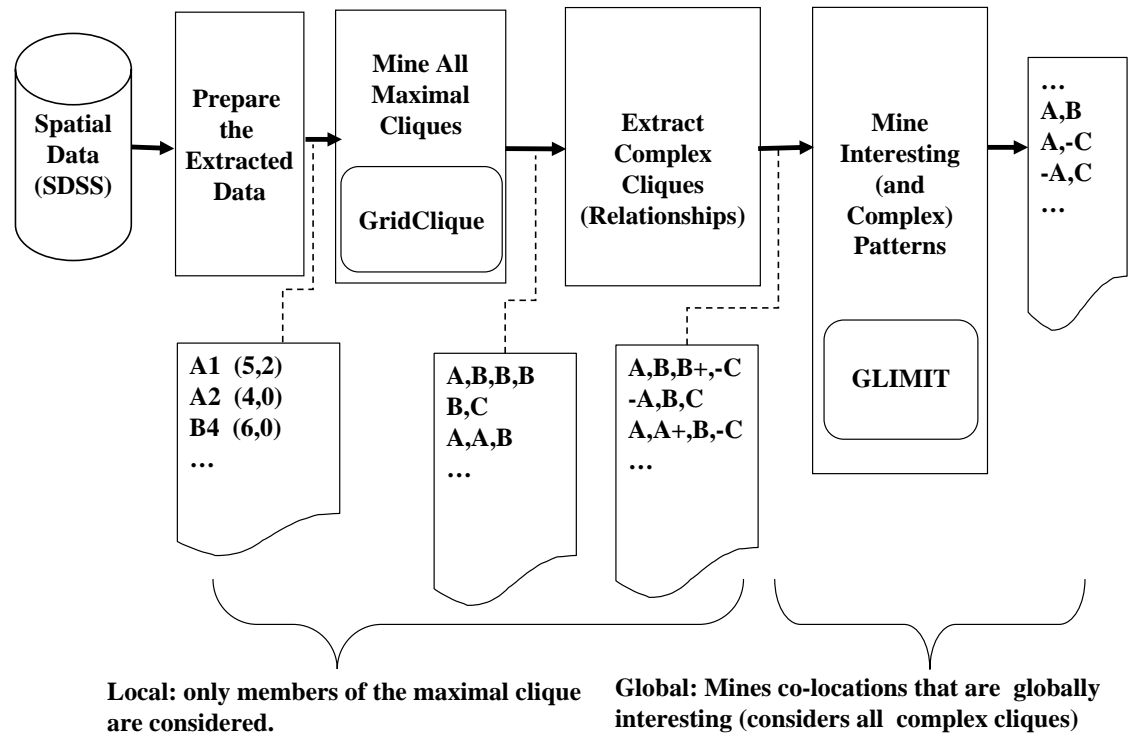 Spatial
Data
(SDSS)
Prepare
the
Extracted
Data
Mine All
Maximal
Cliques
GridClique
Extract
Complex
Cliques
(Relationships)
Mine
Interesting
(and
Complex)
Patterns
GLIMIT
…
A,B
A,-C
-A,C
…
A1 (5,2)
A2 (4,0)
B4 (6,0)
…
A,B,B,B
B,C
A,A,B
…
A,B,B+,-C
-A,B,C
A,A+,B,-C
…
Local: only members of the maximal clique
are considered.
Global: Mines co-locations that are globally
interesting (considers all complex cliques)